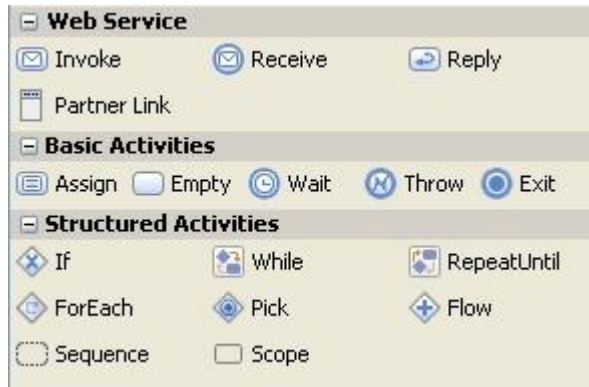 Web Service
Invoke Receive Reply
Partner Link
Basic Activities
Assign Empty Wait Throw Exit
Structured Activities
If While RepeatUntil
ForEach Pick Flow
Sequence Scope